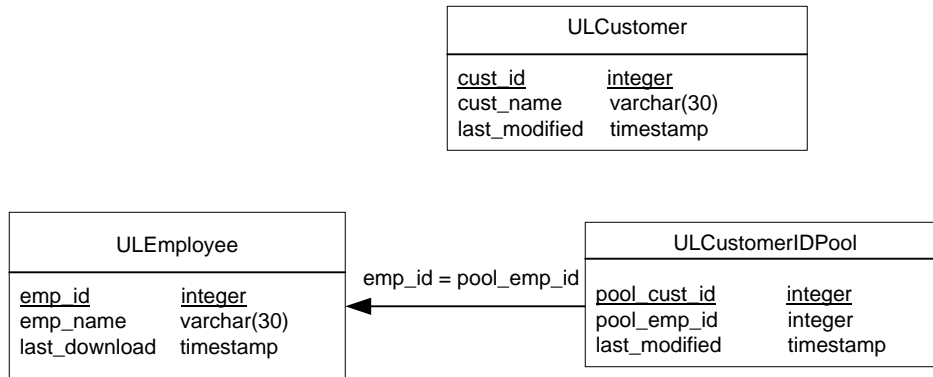 ULCustomer
cust_id integer
cust_name varchar(30)
last_modified timestamp
ULEmployee
emp_id integer
emp_name varchar(30)
last_download timestamp
emp_id = pool_emp_id
ULCustomerIDPool
pool_cust_id integer
pool_emp_id integer
last_modified timestamp